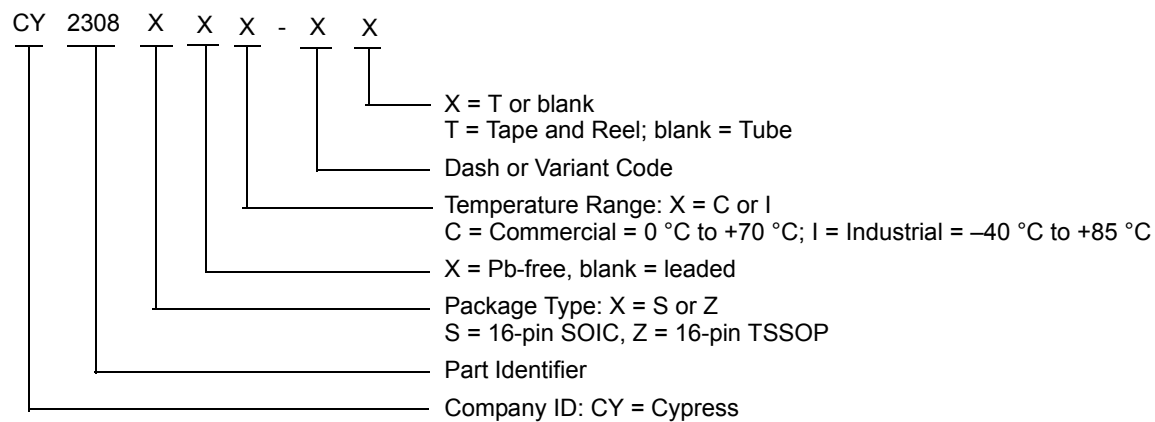 CY 2308 X X X - X X
X = T or blank
T = Tape and Reel; blank = Tube
Dash or Variant Code
Temperature Range: X = C or I
C = Commercial = 0 °C to +70 °C; I = Industrial = –40 °C to +85 °C
X = Pb-free, blank = leaded
Package Type: X = S or Z
S = 16-pin SOIC, Z = 16-pin TSSOP
Part Identifier
Company ID: CY = Cypress